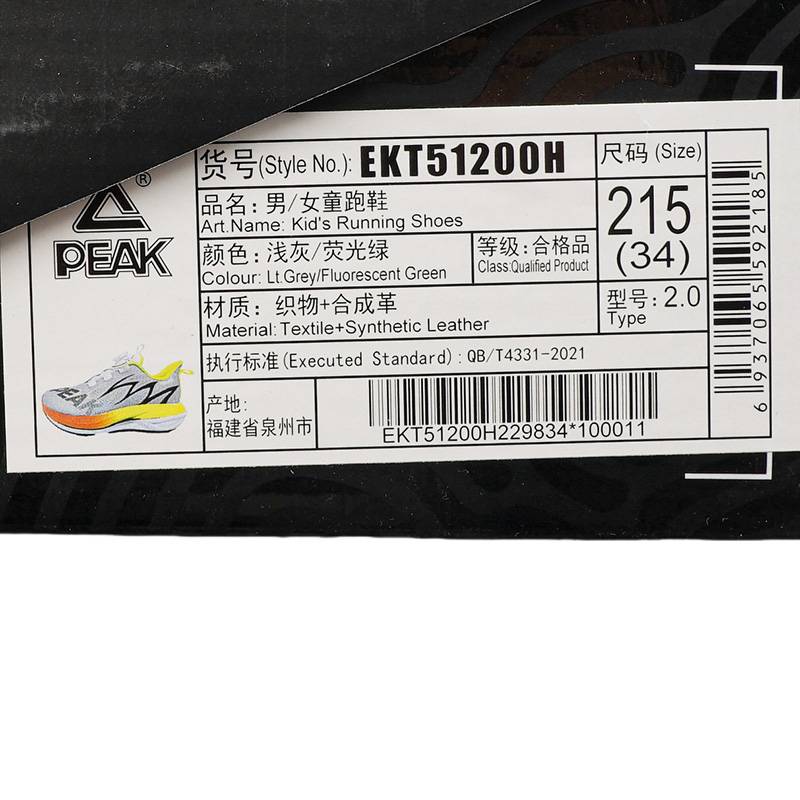 货号(Style No.): EKT51200H
尺码 (Size)
215
(34)
®
PEAK
品名: 男/女童跑鞋
Art.Name: Kid's Running Shoes
颜色: 浅灰/荧光绿
Colour: Lt.Grey/Fluorescent Green
等级: 合格品
Class:Qualified Product
材质: 织物+合成革
Material: Textile+Synthetic Leather
型号: 2.0
Type
执行标准(Executed Standard): QB/T4331-2021
产地:
福建省泉州市
EKT51200H229834*100011
6937065592185
PEAK